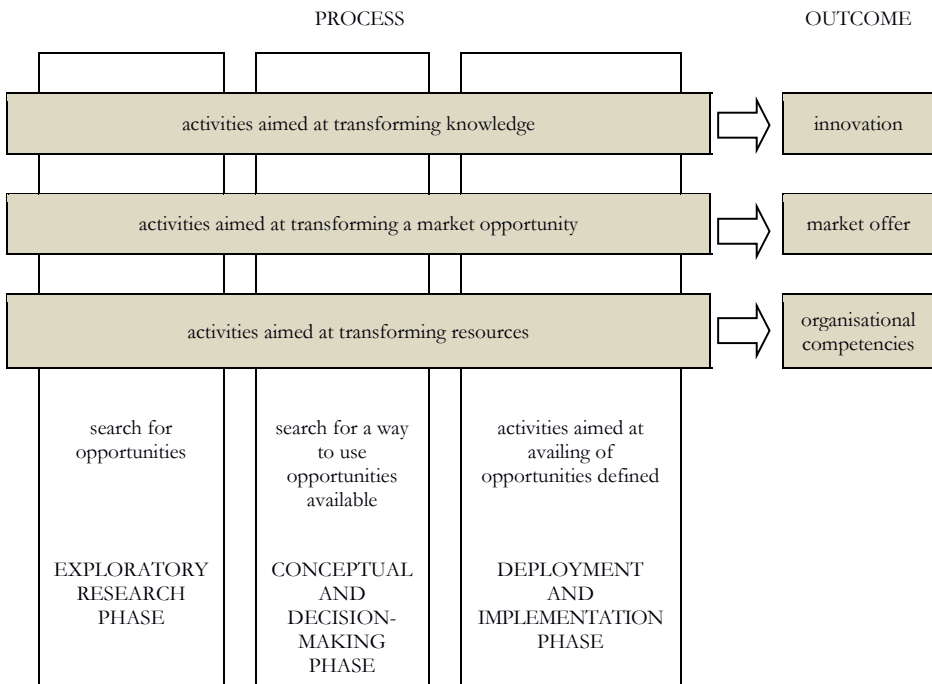 PROCESS
OUTCOME
activities aimed at transforming knowledge
innovation
activities aimed at transforming a market opportunity
market offer
activities aimed at transforming resources
organisational
competencies
search for
opportunities
search for a way
to use
opportunities
available
activities aimed at
availing of
opportunities defined
EXPLORATORY
RESEARCH
PHASE
CONCEPTUAL
AND
DECISION-
MAKING
PHASE
DEPLOYMENT
AND
IMPLEMENTATION
PHASE